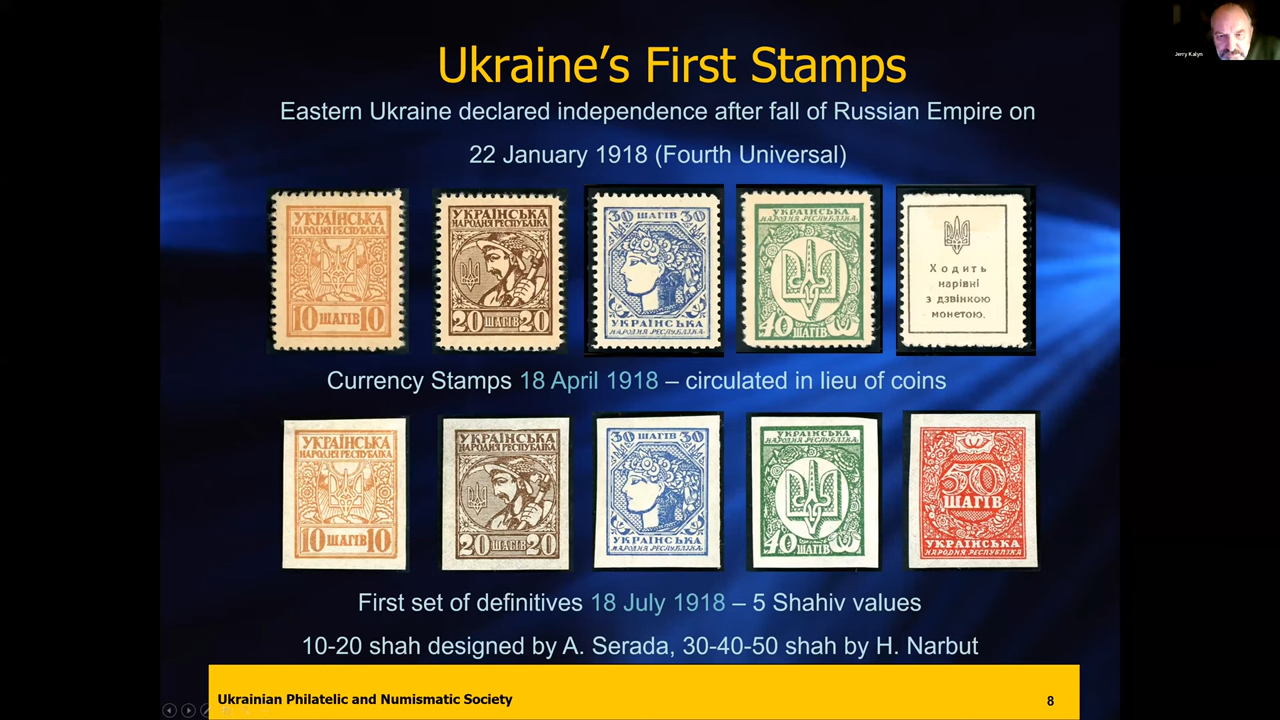 Ukraine's First Stamps
Jerry Kalyn
Eastern Ukraine declared independence after fall of Russian Empire on
22 January 1918 (Fourth Universal)
УКРАЇНСЬКА
НАРОДНЯ РЕСПУБЛІКА
10 ШАГІВ 10
УКРАЇНСЬКА
НАРОДНЯ РЕСПУБЛІКА
20 ШАГІВ 20
30 ШАГІВ 30
УКРАЇНСЬКА
НАРОДНЯ РЕСПУБЛІКА
УКРАЇНСЬКА
НАРОДНЯ РЕСПУБЛІКА
40 ШАГІВ
Ходить
нарівні
з дзвінкою
монетою.
Currency Stamps 18 April 1918 – circulated in lieu of coins
УКРАЇНСЬКА
НАРОДНЯ РЕСПУБЛІКА
10 ШАГІВ 10
УКРАЇНСЬКА
НАРОДНЯ РЕСПУБЛІКА
20 ШАГІВ 20
30 ШАГІВ 30
УКРАЇНСЬКА
НАРОДНЯ РЕСПУБЛІКА
УКРАЇНСЬКА
НАРОДНЯ РЕСПУБЛІКА
40 ШАГІВ
50
ШАГІВ
УКРАЇНСЬКА
НАРОДНЯ РЕСПУБЛІКА
First set of definitives 18 July 1918 – 5 Shahiv values
10-20 shah designed by A. Serada, 30-40-50 shah by H. Narbut
Ukrainian Philatelic and Numismatic Society
8